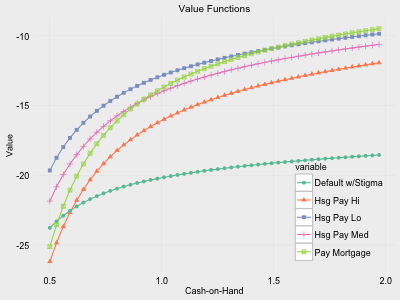 Value Functions
-10
-15
-20
-25
Value
variable
Default w/Stigma
Hsg Pay Hi
Hsg Pay Lo
Hsg Pay Med
Pay Mortgage
0.5
1.0
1.5
2.0
Cash-on-Hand